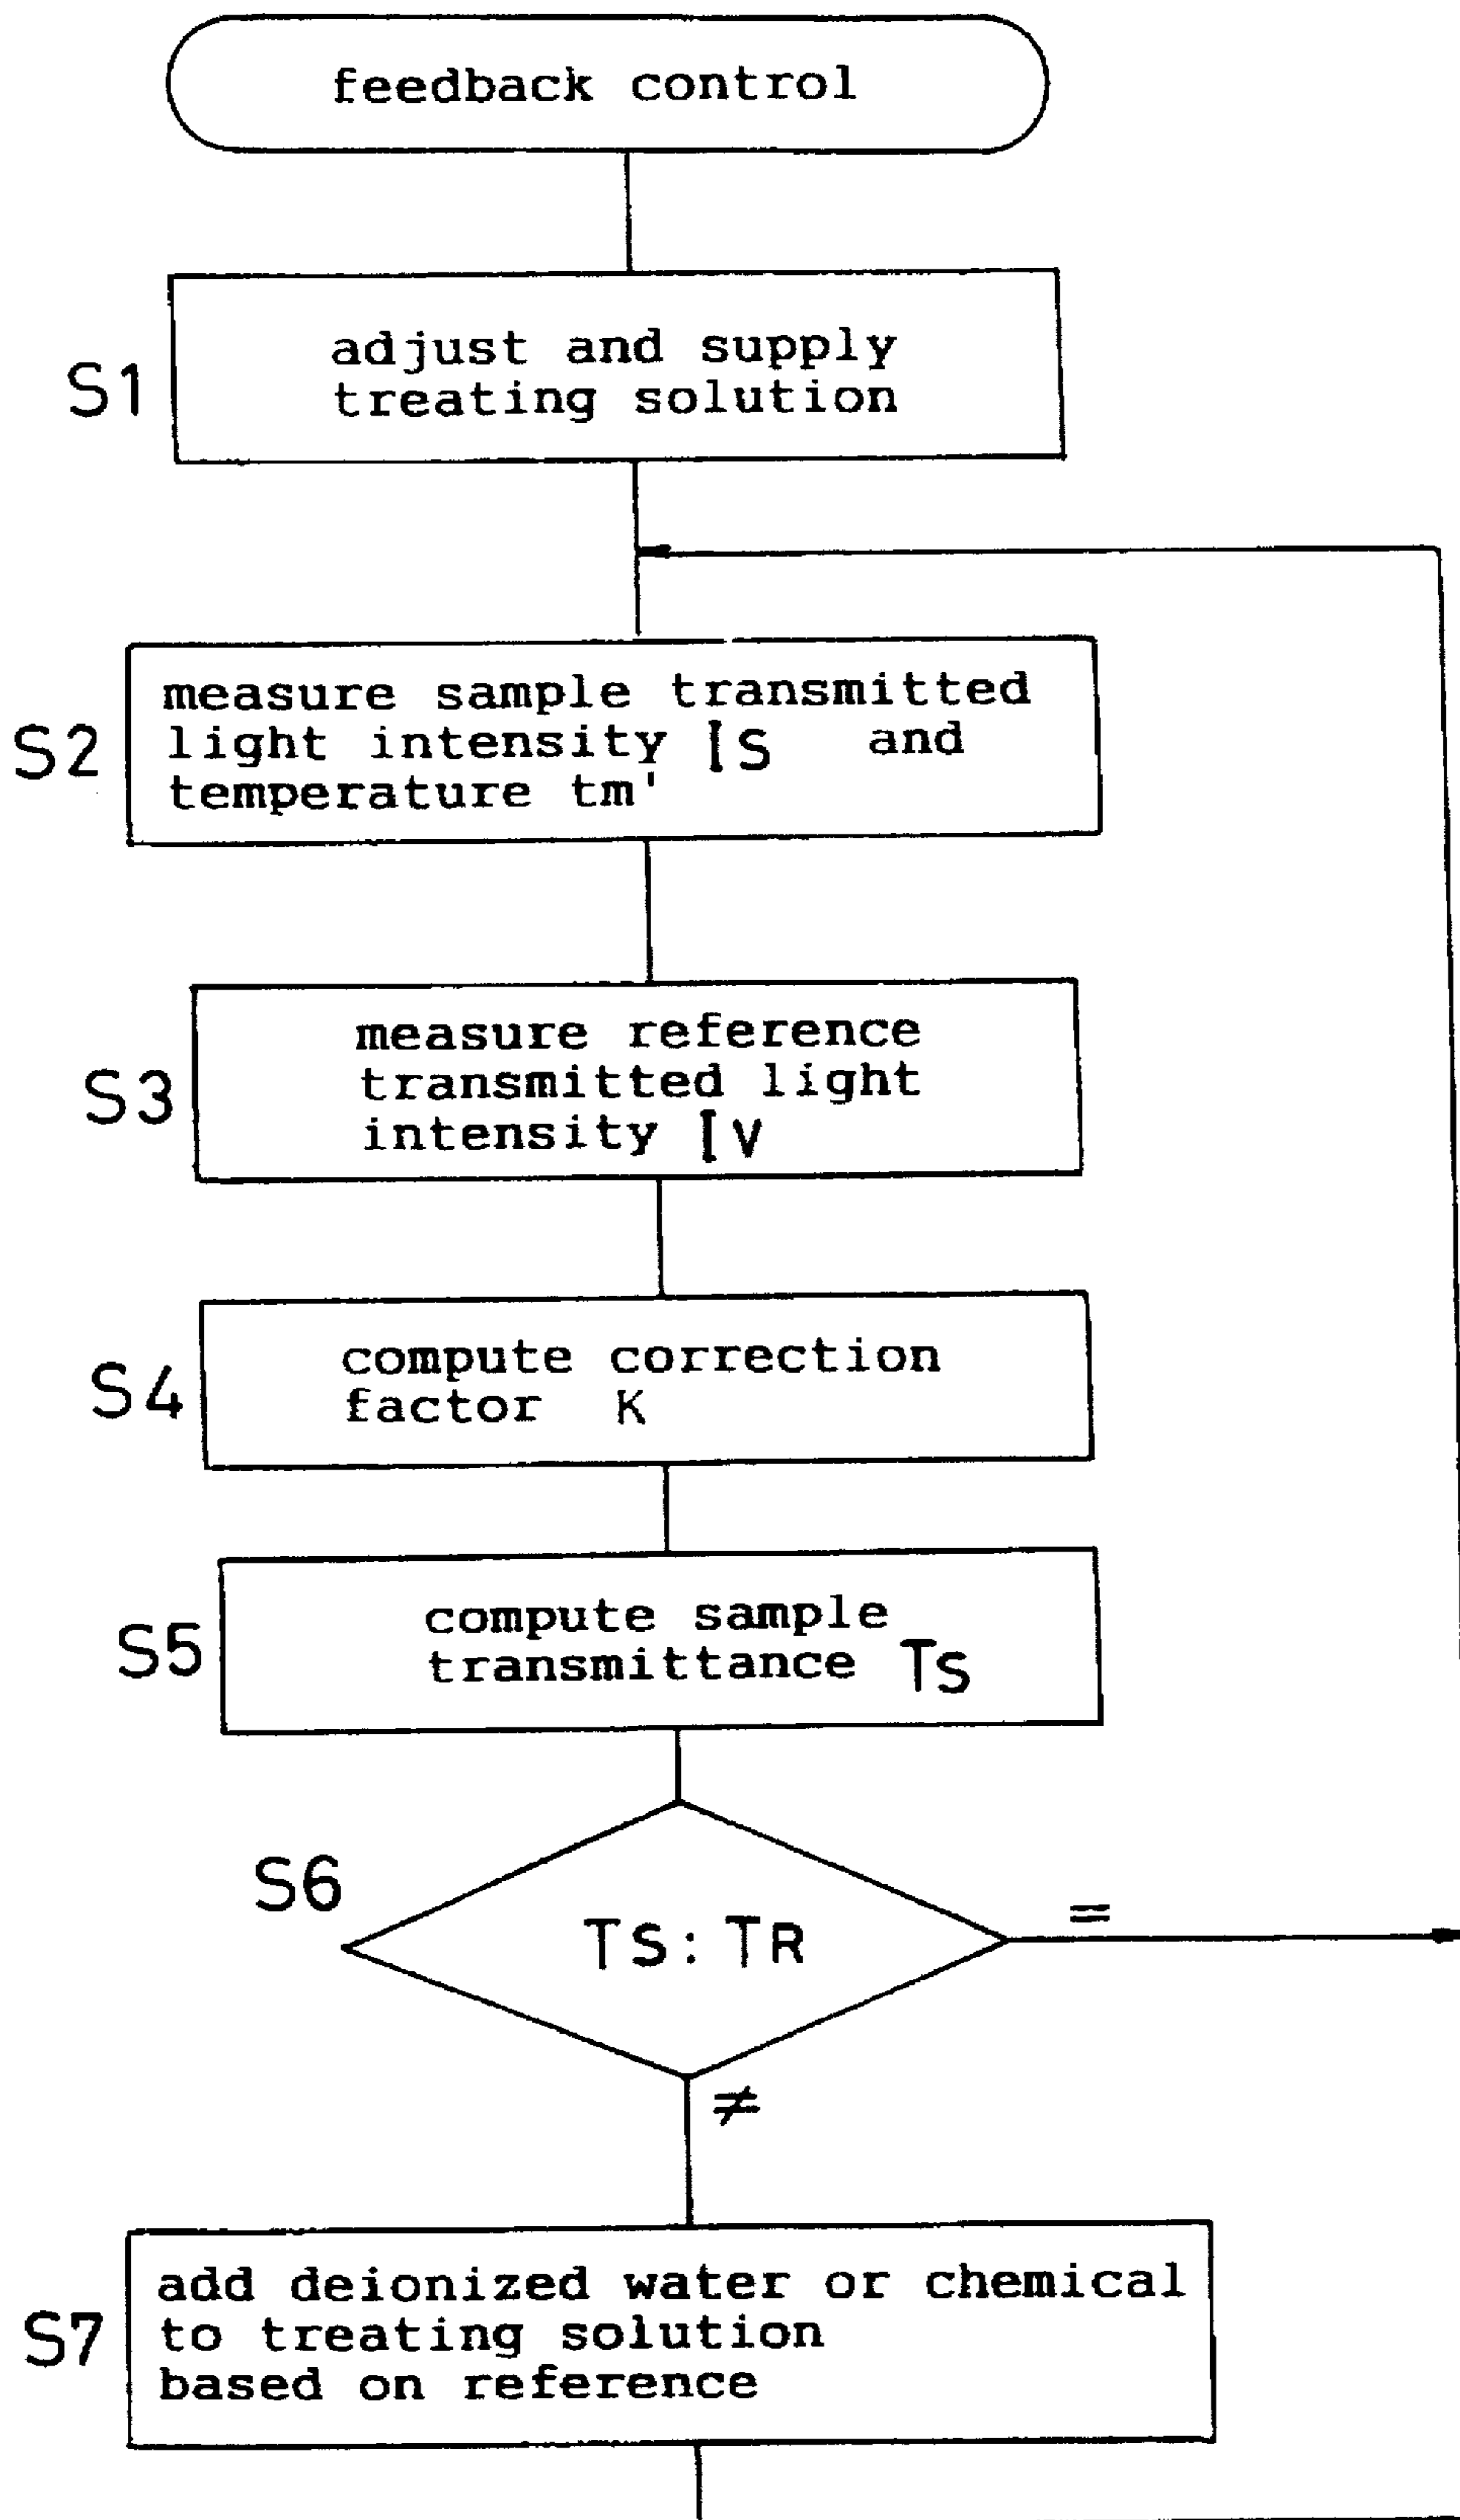 feedback control
S1
adjust and supply
treating solution
S2
measure sample transmitted
light intensity IS and
temperature tm'
S3
measure reference
transmitted light
intensity IV
S4
compute correction
factor K
S5
compute sample
transmittance TS
S6
TS:TR
=
≠
S7
add deionized water or chemical
to treating solution
based on reference